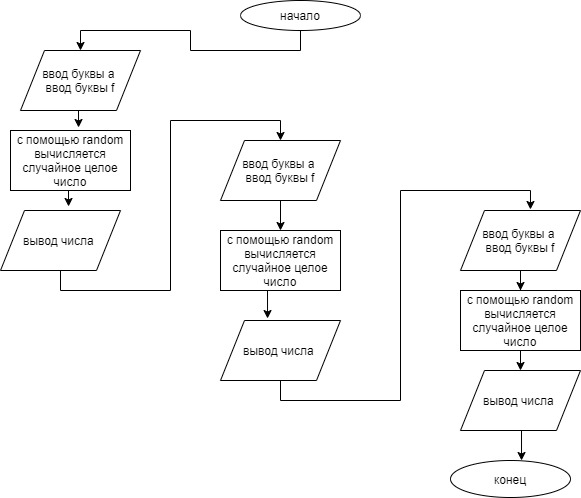 начало
ввод буквы а
ввод буквы f
с помощью random
вычисляется
случайное целое
число
вывод числа
ввод буквы а
ввод буквы f
с помощью random
вычисляется
случайное целое
число
вывод числа
ввод буквы а
ввод буквы f
с помощью random
вычисляется
случайное целое
число
вывод числа
конец